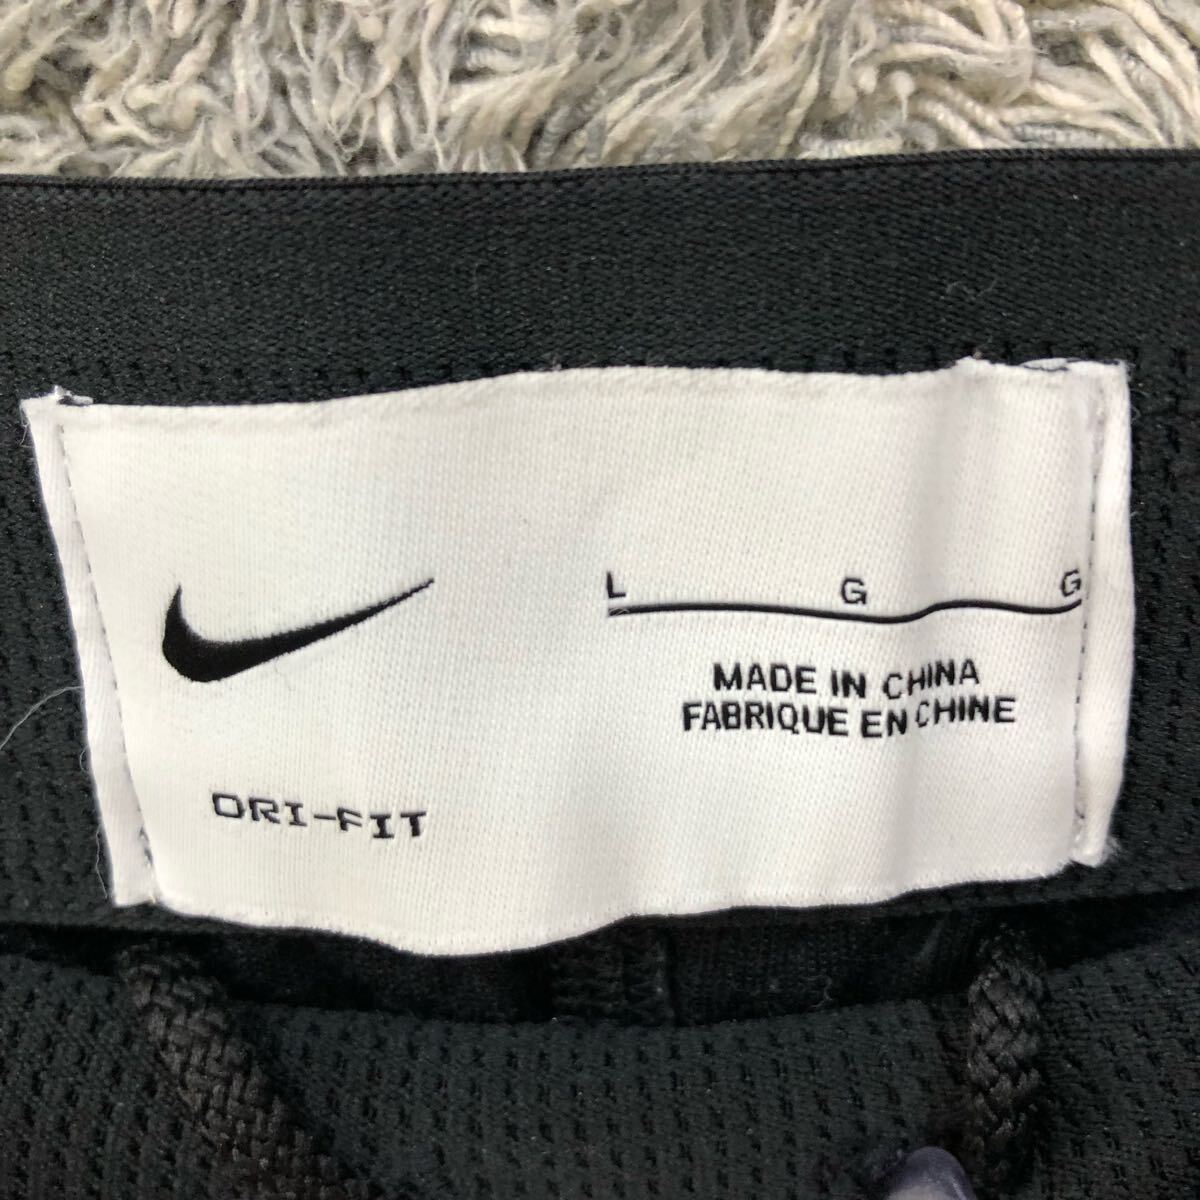 L G G
MADE IN CHINA
FABRIQUE EN CHINE
DRI-FIT